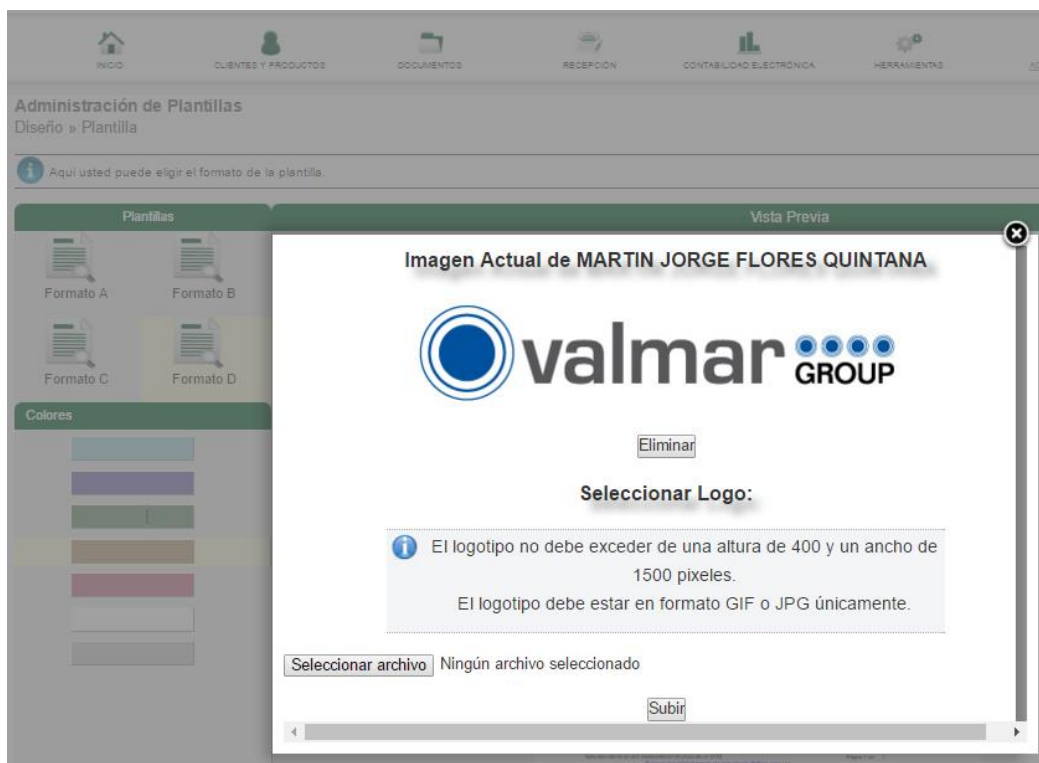 INICIO
CLIENTES Y PRODUCTOS
DOCUMENTOS
RECEPCIÓN
CONTABILIDAD ELECTRÓNICA
HERRAMIENTAS
Administración de Plantillas
Diseño » Plantilla
Aqui usted puede eligir el formato de la plantilla.
Plantillas
Vista Previa
Formato A
Formato B
Formato C
Formato D
Colores
Imagen Actual de MARTIN JORGE FLORES QUINTANA
valmar GROUP
Eliminar
Seleccionar Logo:
El logotipo no debe exceder de una altura de 400 y un ancho de
1500 pixeles.
El logotipo debe estar en formato GIF o JPG únicamente.
Seleccionar archivo Ningún archivo seleccionado
Subir